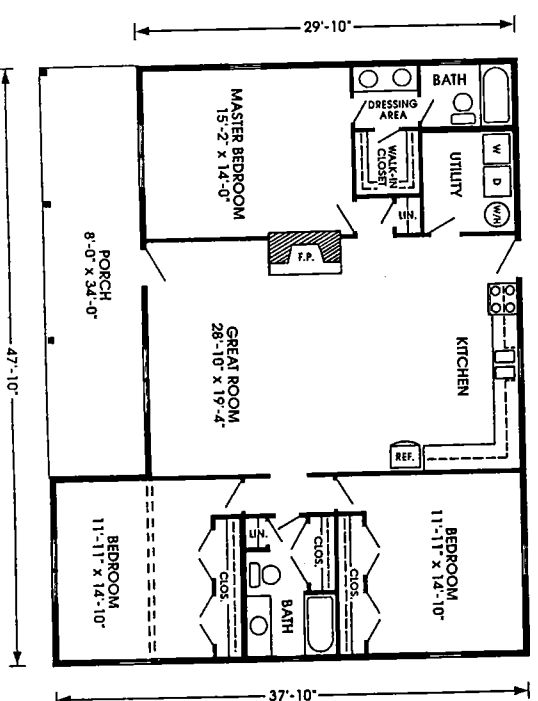 29'-10"
BATH
DRESSING
AREA
MASTER BEDROOM
15'-2" x 14'-0"
WALK-IN
CLOSET
UTILITY
W
D
W/H
LIN.
F.P.
PORCH
8'-0" x 34'-0"
47'-10"
GREAT ROOM
28'-10" x 19'-4"
KITCHEN
REF.
BEDROOM
11'-11" x 14'-10"
CLOS.
LIN.
BATH
CLOS.
CLOS.
BEDROOM
11'-11" x 14'-10"
37'-10"